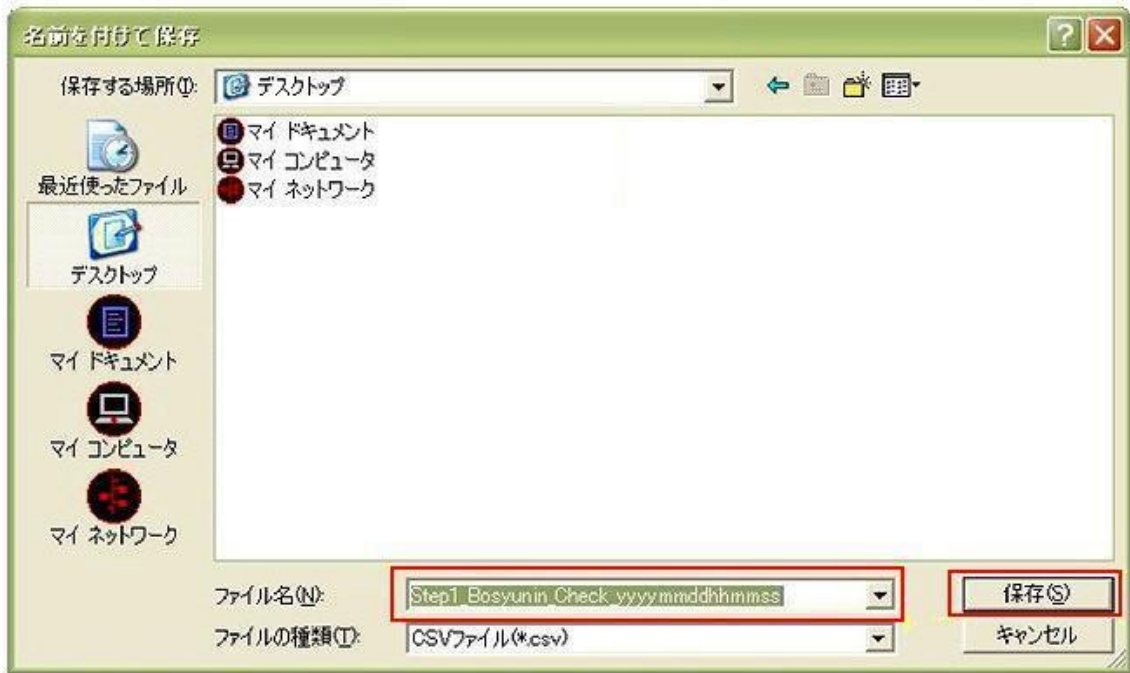 名前を付けて保存
保存する場所(I):
デスクトップ
最近使ったファイル
デスクトップ
マイ ドキュメント
マイ コンピュータ
マイ ネットワーク
マイ ドキュメント
マイ コンピュータ
マイ ネットワーク
ファイル名(N):
Step1_Bosyunin_Check_yyyymmddhhmmss
保存(S)
ファイルの種類(T):
CSVファイル(*.csv)
キャンセル